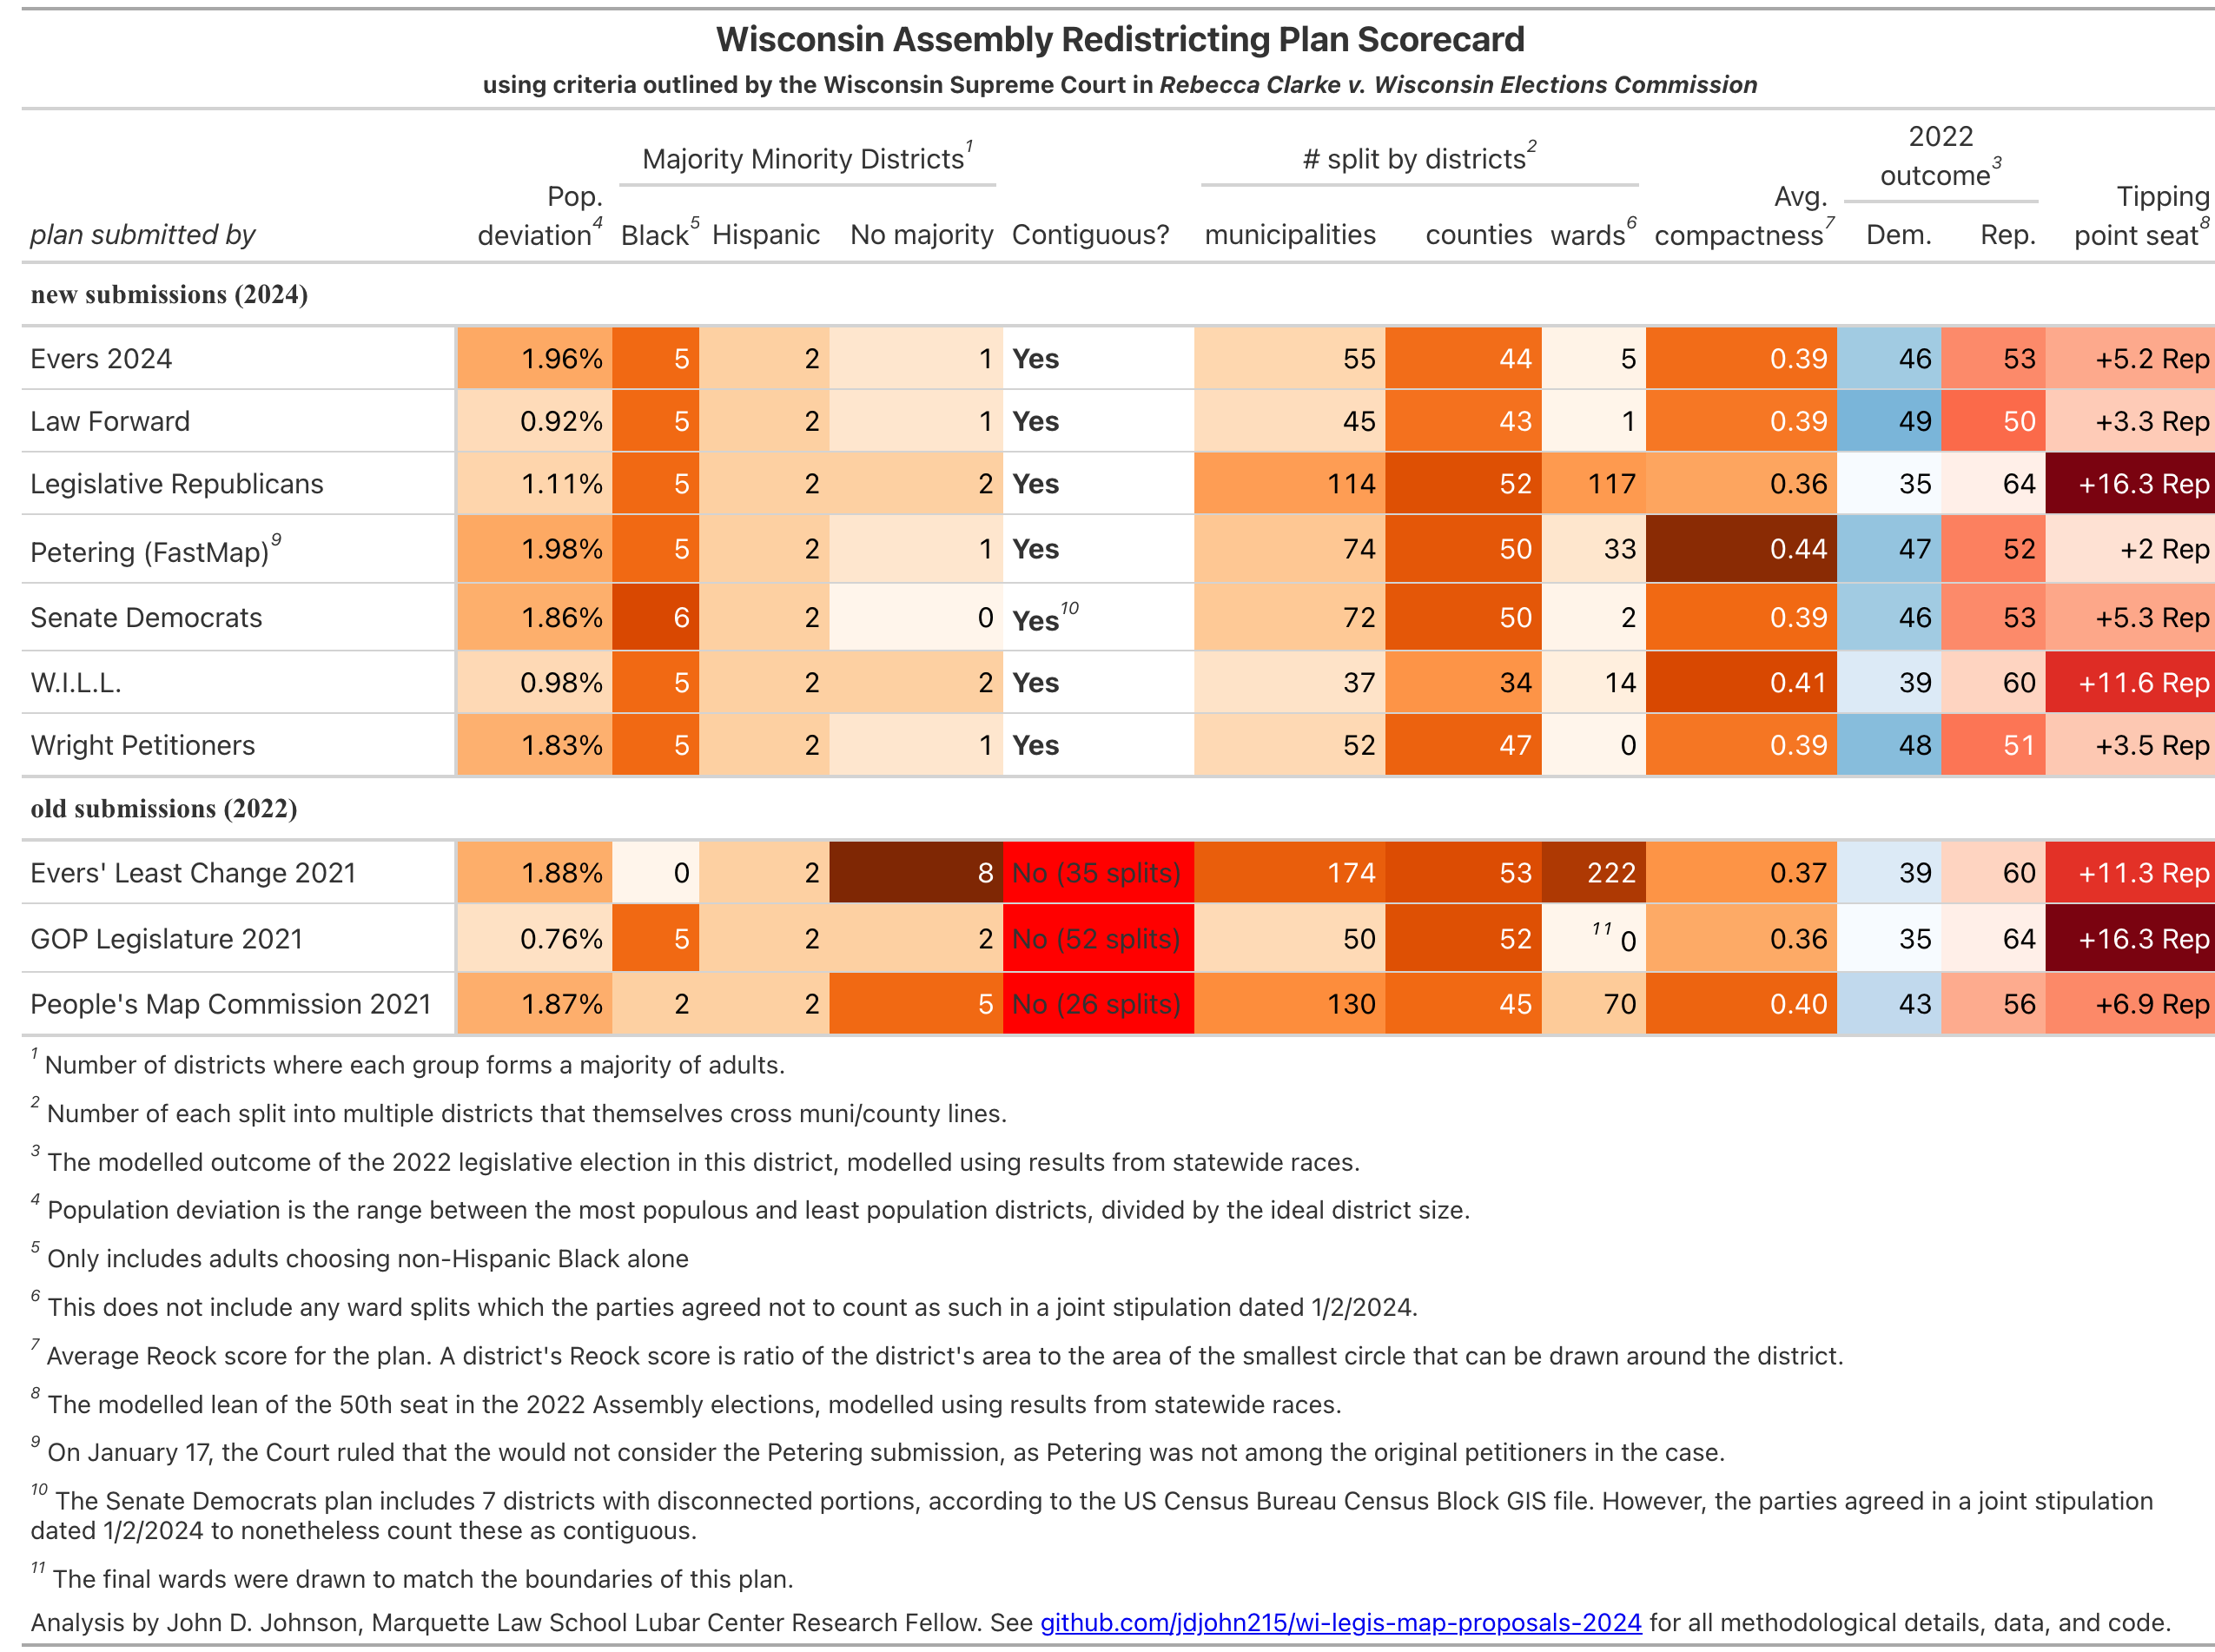 Wisconsin Assembly Redistricting Plan Scorecard
using criteria outlined by the Wisconsin Supreme Court in Rebecca Clarke v. Wisconsin Elections Commission
plan submitted by Pop. deviation4 Majority Minority Districts1 Black5 Hispanic No majority Contiguous? # split by districts2 municipalities counties wards6 Avg. compactness7 2022 outcome3 Dem. Rep. Tipping point seat8
new submissions (2024)
Evers 2024 1.96% 5 2 1 Yes 55 44 5 0.39 46 53 +5.2 Rep
Law Forward 0.92% 5 2 1 Yes 45 43 1 0.39 49 50 +3.3 Rep
Legislative Republicans 1.11% 5 2 2 Yes 114 52 117 0.36 35 64 +16.3 Rep
Petering (FastMap)9 1.98% 5 2 1 Yes 74 50 33 0.44 47 52 +2 Rep
Senate Democrats 1.86% 6 2 0 Yes10 72 50 2 0.39 46 53 +5.3 Rep
W.I.L.L. 0.98% 5 2 2 Yes 37 34 14 0.41 39 60 +11.6 Rep
Wright Petitioners 1.83% 5 2 1 Yes 52 47 0 0.39 48 51 +3.5 Rep
old submissions (2022)
Evers' Least Change 2021 1.88% 0 2 8 No (35 splits) 174 53 222 0.37 39 60 +11.3 Rep
GOP Legislature 2021 0.76% 5 2 2 No (52 splits) 50 52 11 0 0.36 35 64 +16.3 Rep
People's Map Commission 2021 1.87% 2 2 5 No (26 splits) 130 45 70 0.40 43 56 +6.9 Rep
1 Number of districts where each group forms a majority of adults.
2 Number of each split into multiple districts that themselves cross muni/county lines.
3 The modelled outcome of the 2022 legislative election in this district, modelled using results from statewide races.
4 Population deviation is the range between the most populous and least population districts, divided by the ideal district size.
5 Only includes adults choosing non-Hispanic Black alone
6 This does not include any ward splits which the parties agreed not to count as such in a joint stipulation dated 1/2/2024.
7 Average Reock score for the plan. A district's Reock score is ratio of the district's area to the area of the smallest circle that can be drawn around the district.
8 The modelled lean of the 50th seat in the 2022 Assembly elections, modelled using results from statewide races.
9 On January 17, the Court ruled that the would not consider the Petering submission, as Petering was not among the original petitioners in the case.
10 The Senate Democrats plan includes 7 districts with disconnected portions, according to the US Census Bureau Census Block GIS file. However, the parties agreed in a joint stipulation
dated 1/2/2024 to nonetheless count these as contiguous.
11 The final wards were drawn to match the boundaries of this plan.
Analysis by John D. Johnson, Marquette Law School Lubar Center Research Fellow. See github.com/jdjohn215/wi-legis-map-proposals-2024 for all methodological details, data, and code.